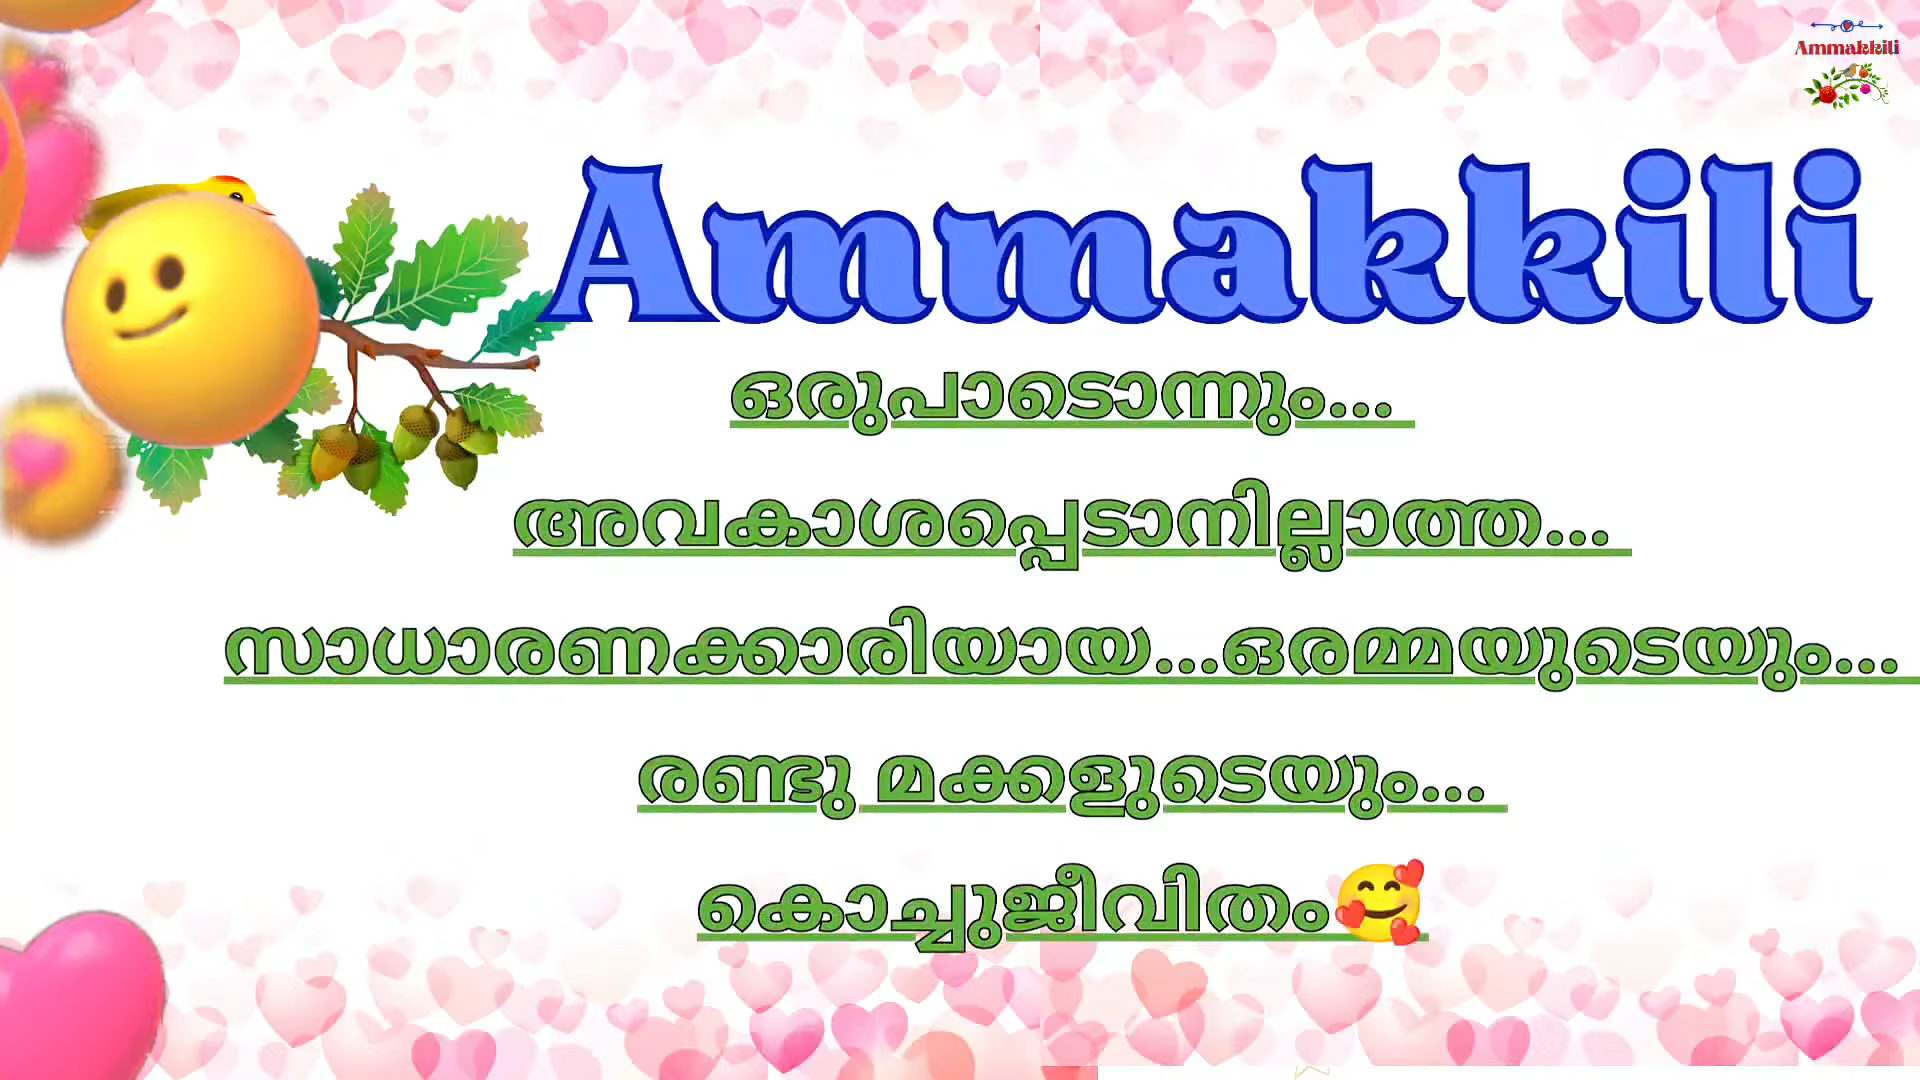 Ammakkili
Ammakkili
ഒരുപാടൊന്നും...
അവകാശപ്പെടാനില്ലാത്ത...
സാധാരണക്കാരിയായ...ഒരമ്മയുടെയും...
രണ്ടു മക്കളുടെയും...
കൊച്ചുജീവിതം🥰